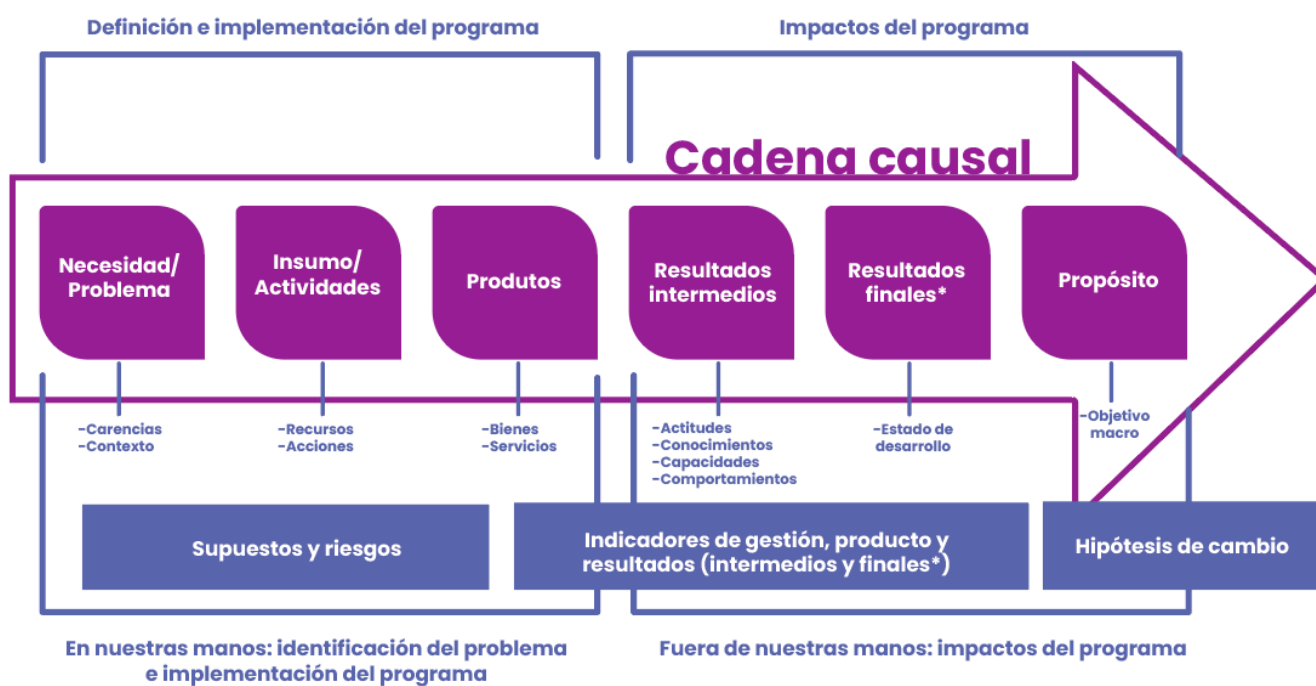 Definición e implementación del programa
Impactos del programa
Cadena causal
Necesidad/
Problema
Insumo/
Actividades
Produtos
Resultados
intermedios
Resultados
finales*
Propósito
-Carencias
-Contexto
-Recursos
-Acciones
-Bienes
-Servicios
-Actitudes
-Conocimientos
-Capacidades
-Comportamientos
-Estado de
desarrollo
-Objetivo
macro
Supuestos y riesgos
Indicadores de gestión, producto y
resultados (intermedios y finales*)
Hipótesis de cambio
En nuestras manos: identificación del problema
e implementación del programa
Fuera de nuestras manos: impactos del programa